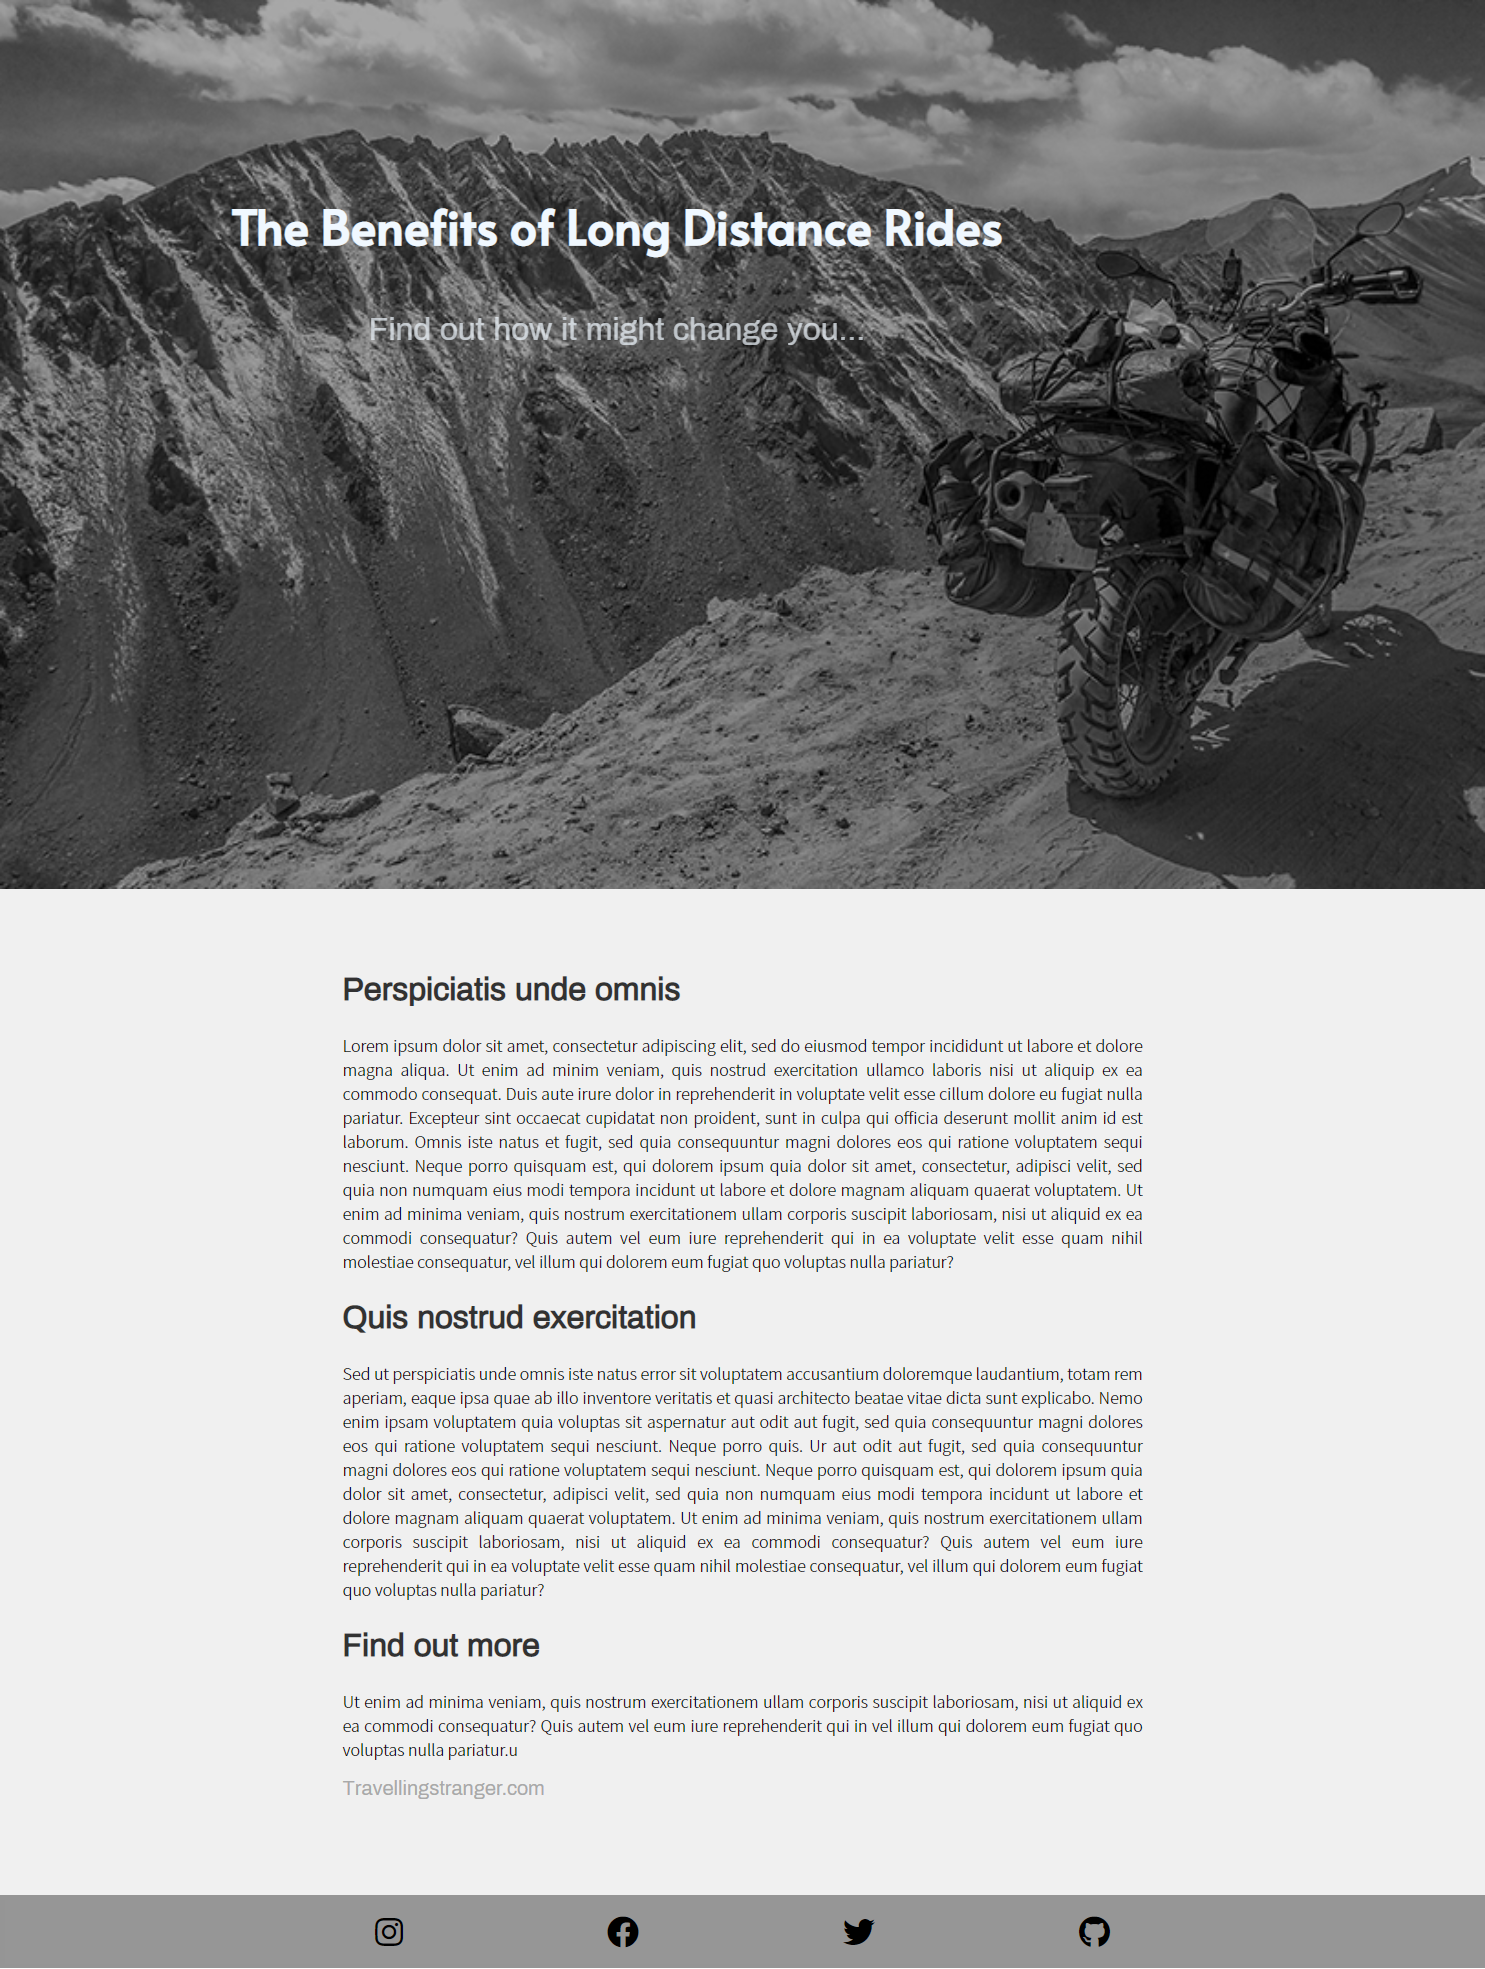 The Benefits of Long Distance Rides
Find out how it might change you...
Perspiciatis unde omnis
Lorem ipsum dolor sit amet, consectetur adipiscing elit, sed do eiusmod tempor incididunt ut labore et dolore
magna aliqua. Ut enim ad minim veniam, quis nostrud exercitation ullamco laboris nisi ut aliquip ex ea
commodo consequat. Duis aute irure dolor in reprehenderit in voluptate velit esse cillum dolore eu fugiat nulla
pariatur. Excepteur sint occaecat cupidatat non proident, sunt in culpa qui officia deserunt mollit anim id est
laborum. Omnis iste natus et fugit, sed quia consequuntur magni dolores eos qui ratione voluptatem sequi
nesciunt. Neque porro quisquam est, qui dolorem ipsum quia dolor sit amet, consectetur, adipisci velit, sed
quia non numquam eius modi tempora incidunt ut labore et dolore magnam aliquam quaerat voluptatem. Ut
enim ad minima veniam, quis nostrum exercitationem ullam corporis suscipit laboriosam, nisi ut aliquid ex ea
commodi consequatur? Quis autem vel eum iure reprehenderit qui in ea voluptate velit esse quam nihil
molestiae consequatur, vel illum qui dolorem eum fugiat quo voluptas nulla pariatur?
Quis nostrud exercitation
Sed ut perspiciatis unde omnis iste natus error sit voluptatem accusantium doloremque laudantium, totam rem
aperiam, eaque ipsa quae ab illo inventore veritatis et quasi architecto beatae vitae dicta sunt explicabo. Nemo
enim ipsam voluptatem quia voluptas sit aspernatur aut odit aut fugit, sed quia consequuntur magni dolores
eos qui ratione voluptatem sequi nesciunt. Neque porro quis. Ur aut odit aut fugit, sed quia consequuntur
magni dolores eos qui ratione voluptatem sequi nesciunt. Neque porro quisquam est, qui dolorem ipsum quia
dolor sit amet, consectetur, adipisci velit, sed quia non numquam eius modi tempora incidunt ut labore et
dolore magnam aliquam quaerat voluptatem. Ut enim ad minima veniam, quis nostrum exercitationem ullam
corporis suscipit laboriosam, nisi ut aliquid ex ea commodi consequatur? Quis autem vel eum iure
reprehenderit qui in ea voluptate velit esse quam nihil molestiae consequatur, vel illum qui dolorem eum fugiat
quo voluptas nulla pariatur?
Find out more
Ut enim ad minima veniam, quis nostrum exercitationem ullam corporis suscipit laboriosam, nisi ut aliquid ex
ea commodi consequatur? Quis autem vel eum iure reprehenderit qui in vel illum qui dolorem eum fugiat quo
voluptas nulla pariatur.u
Travellingstranger.com